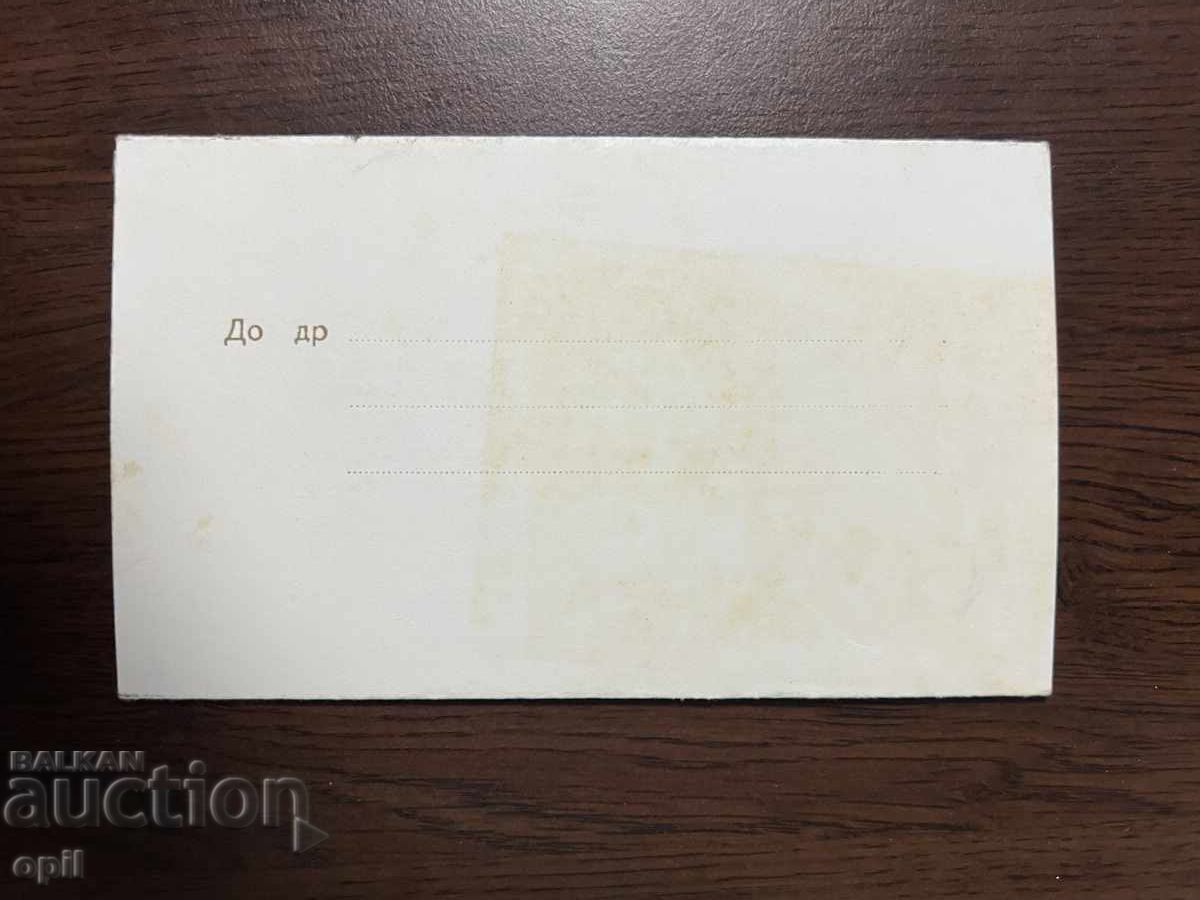 До др
BALKAN
auction
opil